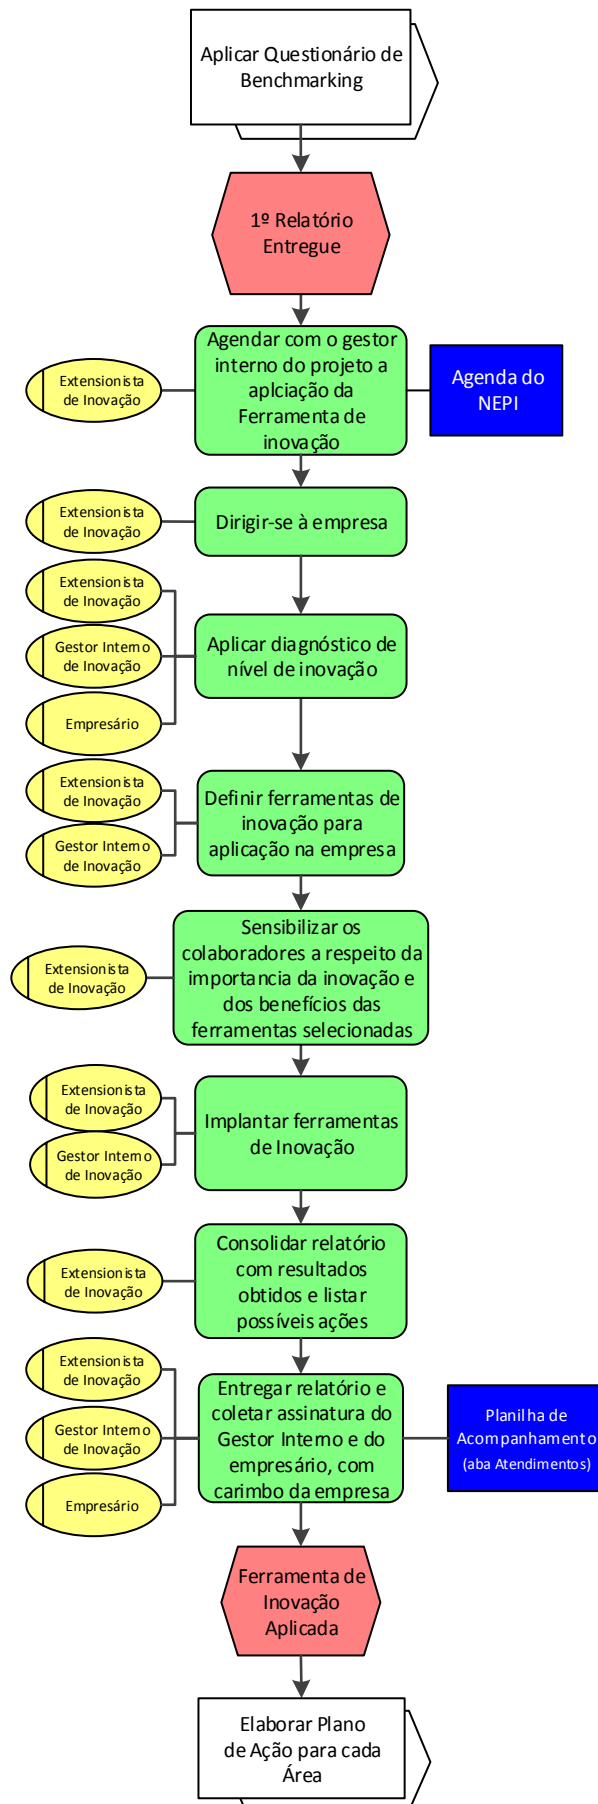 Aplicar Questionário de
Benchmarking
1º Relatório
Entregue
Extensionista
de Inovação
Agendar com o gestor
interno do projeto a
aplciação da
Ferramenta de
inovação
Agenda do
NEPI
Extensionista
de Inovação
Dirigir-se à empresa
Extensionista
de Inovação
Gestor Interno
de Inovação
Empresário
Aplicar diagnóstico de
nível de inovação
Extensionista
de Inovação
Gestor Interno
de Inovação
Definir ferramentas de
inovação para
aplicação na empresa
Extensionista
de Inovação
Sensibilizar os
colaboradores a respeito da
importancia da inovação e
dos benefícios das
ferramentas selecionadas
Extensionista
de Inovação
Gestor Interno
de Inovação
Implantar ferramentas
de Inovação
Extensionista
de Inovação
Consolidar relatório
com resultados
obtidos e listar
possíveis ações
Extensionista
de Inovação
Gestor Interno
de Inovação
Empresário
Entregar relatório e
coletar assinatura do
Gestor Interno e do
empresário, com
carimbo da empresa
Planilha de
Acompanhamento
(aba Atendimentos)
Ferramenta de
Inovação
Aplicada
Elaborar Plano
de Ação para cada
Área